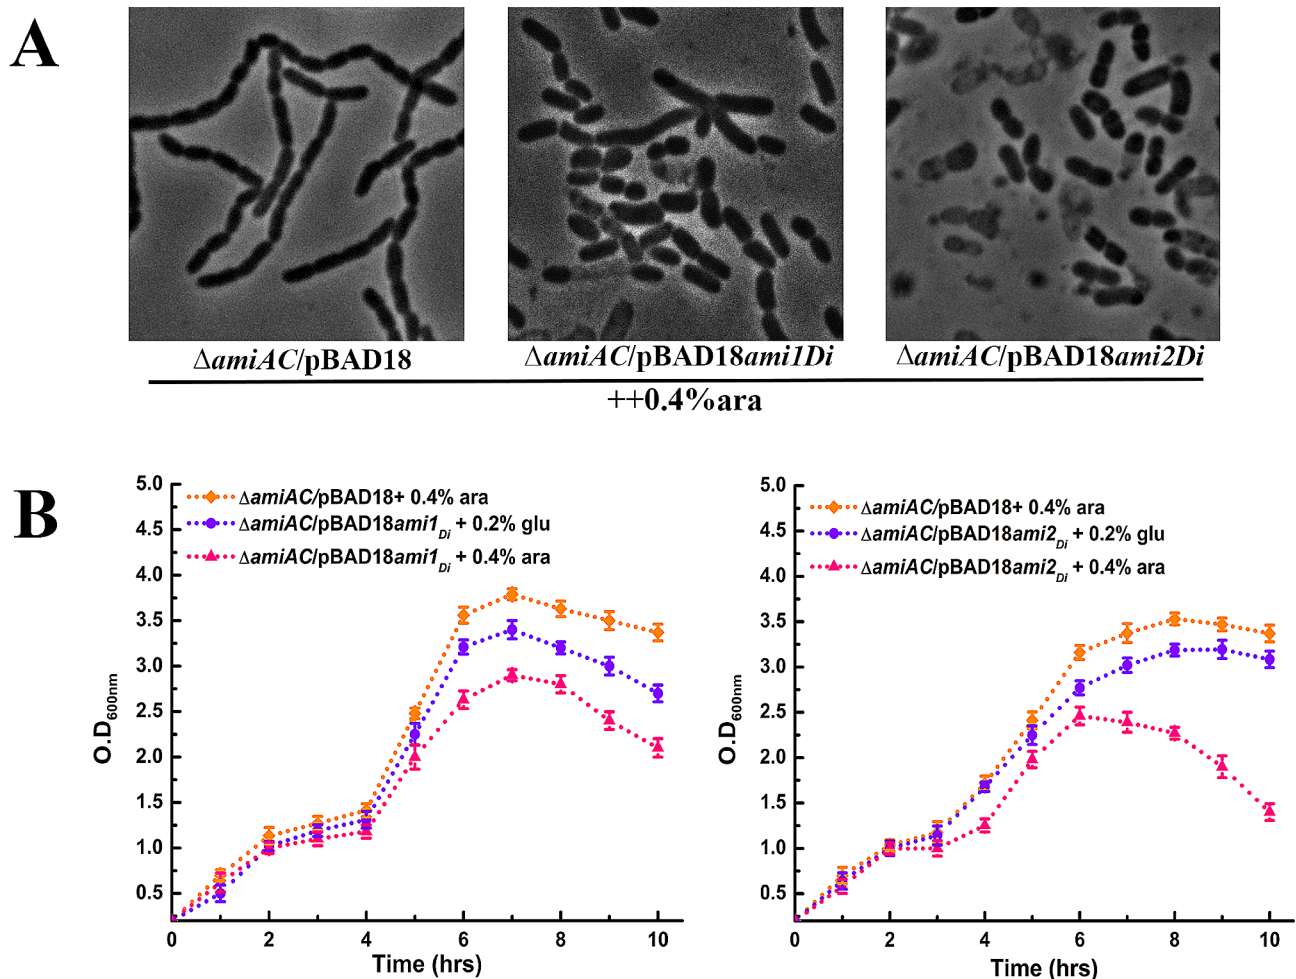 A
ΔamiAC/pBAD18
ΔamiAC/pBAD18ami1Di
ΔamiAC/pBAD18ami2Di
++0.4%ara
B
5.0
4.5
4.0
3.5
3.0
2.5
2.0
1.5
1.0
0.5
O.D600nm
ΔamiAC/pBAD18+ 0.4% ara
ΔamiAC/pBAD18ami1Di + 0.2% glu
ΔamiAC/pBAD18ami1Di + 0.4% ara
0 2 4 6 8 10
Time (hrs)
5.0
4.5
4.0
3.5
3.0
2.5
2.0
1.5
1.0
0.5
O.D600nm
ΔamiAC/pBAD18+ 0.4% ara
ΔamiAC/pBAD18ami2Di + 0.2% glu
ΔamiAC/pBAD18ami2Di + 0.4% ara
0 2 4 6 8 10
Time (hrs)